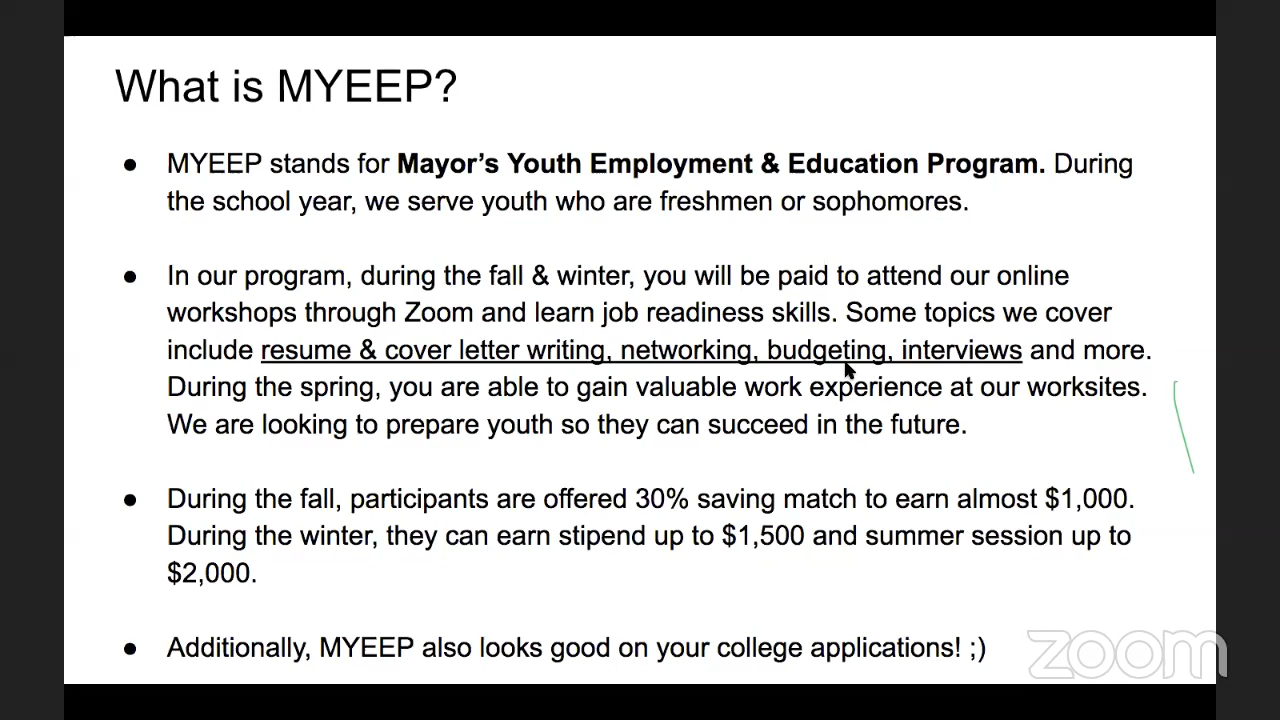 What is MYEEP?
● MYEEP stands for Mayor’s Youth Employment & Education Program. During
the school year, we serve youth who are freshmen or sophomores.
● In our program, during the fall & winter, you will be paid to attend our online
workshops through Zoom and learn job readiness skills. Some topics we cover
include resume & cover letter writing, networking, budgeting, interviews and more.
During the spring, you are able to gain valuable work experience at our worksites.
We are looking to prepare youth so they can succeed in the future.
● During the fall, participants are offered 30% saving match to earn almost $1,000.
During the winter, they can earn stipend up to $1,500 and summer session up to
$2,000.
● Additionally, MYEEP also looks good on your college applications! ;)
zoom